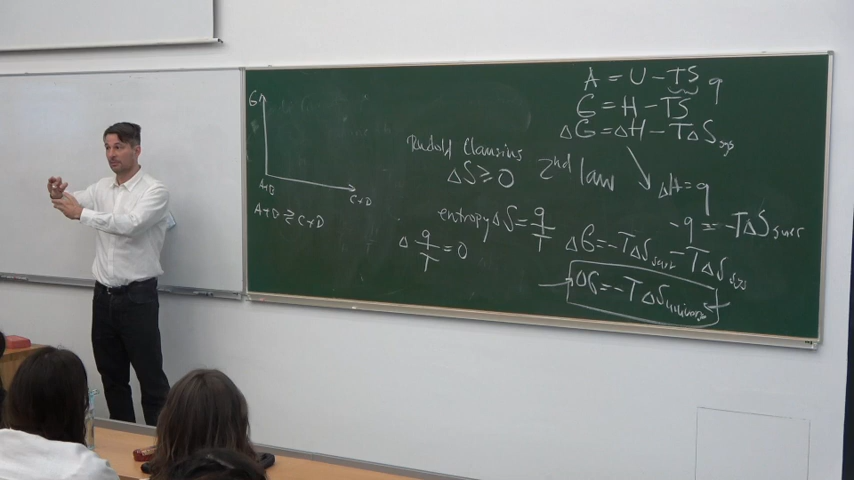 G
A+B
C+D
A+B ⇄ C+D
Rudolf Clausius
ΔS ≥ 0
2nd law
entropy ΔS = q/T
Δ q/T = 0
A = U - TS
q
G = H - TS
ΔG = ΔH - TΔS sys
ΔH = q
-q = -TΔS surr
ΔG = -TΔS surr - TΔS sys
ΔG = -TΔS universe